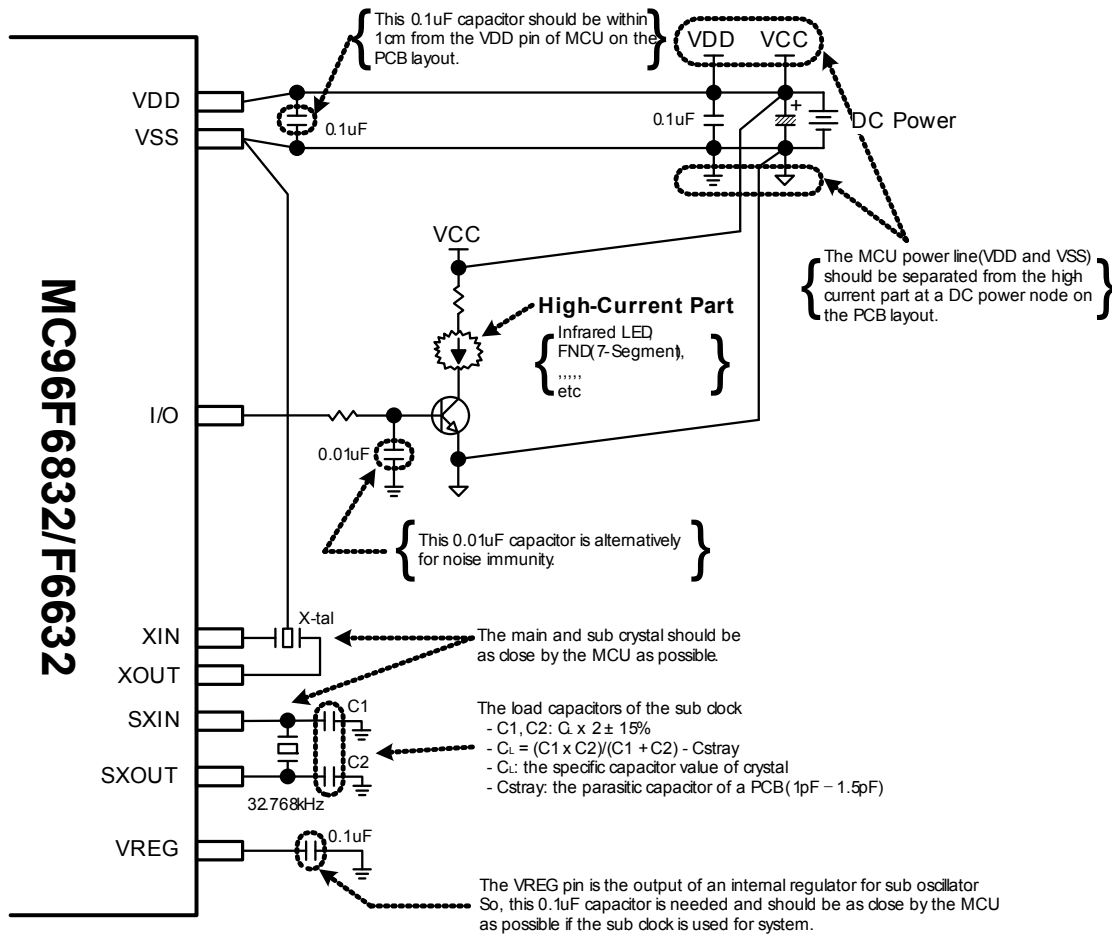 This 0.1uF capacitor should be within
1cm from the VDD pin of MCU on the
PCB layout.
VDD VCC
VDD
VSS
0.1uF
0.1uF
+
DC Power
VCC
The MCU power line(VDD and VSS)
should be separated from the high
current part at a DC power node on
the PCB layout.
High-Current Part
Infrared LED,
FND(7-Segment),
,,,,,
etc
MC96F6832/F6632
I/O
0.01uF
This 0.01uF capacitor is alternatively
for noise immunity.
X-tal
XIN
XOUT
The main and sub crystal should be
as close by the MCU as possible.
SXIN
C1
SXOUT
C2
32.768kHz
The load capacitors of the sub clock
- C1, C2: CL x 2 ± 15%
- CL = (C1 x C2)/(C1 + C2) - Cstray
- CL: the specific capacitor value of crystal
- Cstray: the parasitic capacitor of a PCB (1pF – 1.5pF)
VREG
0.1uF
The VREG pin is the output of an internal regulator for sub oscillator.
So, this 0.1uF capacitor is needed and should be as close by the MCU
as possible if the sub clock is used for system.